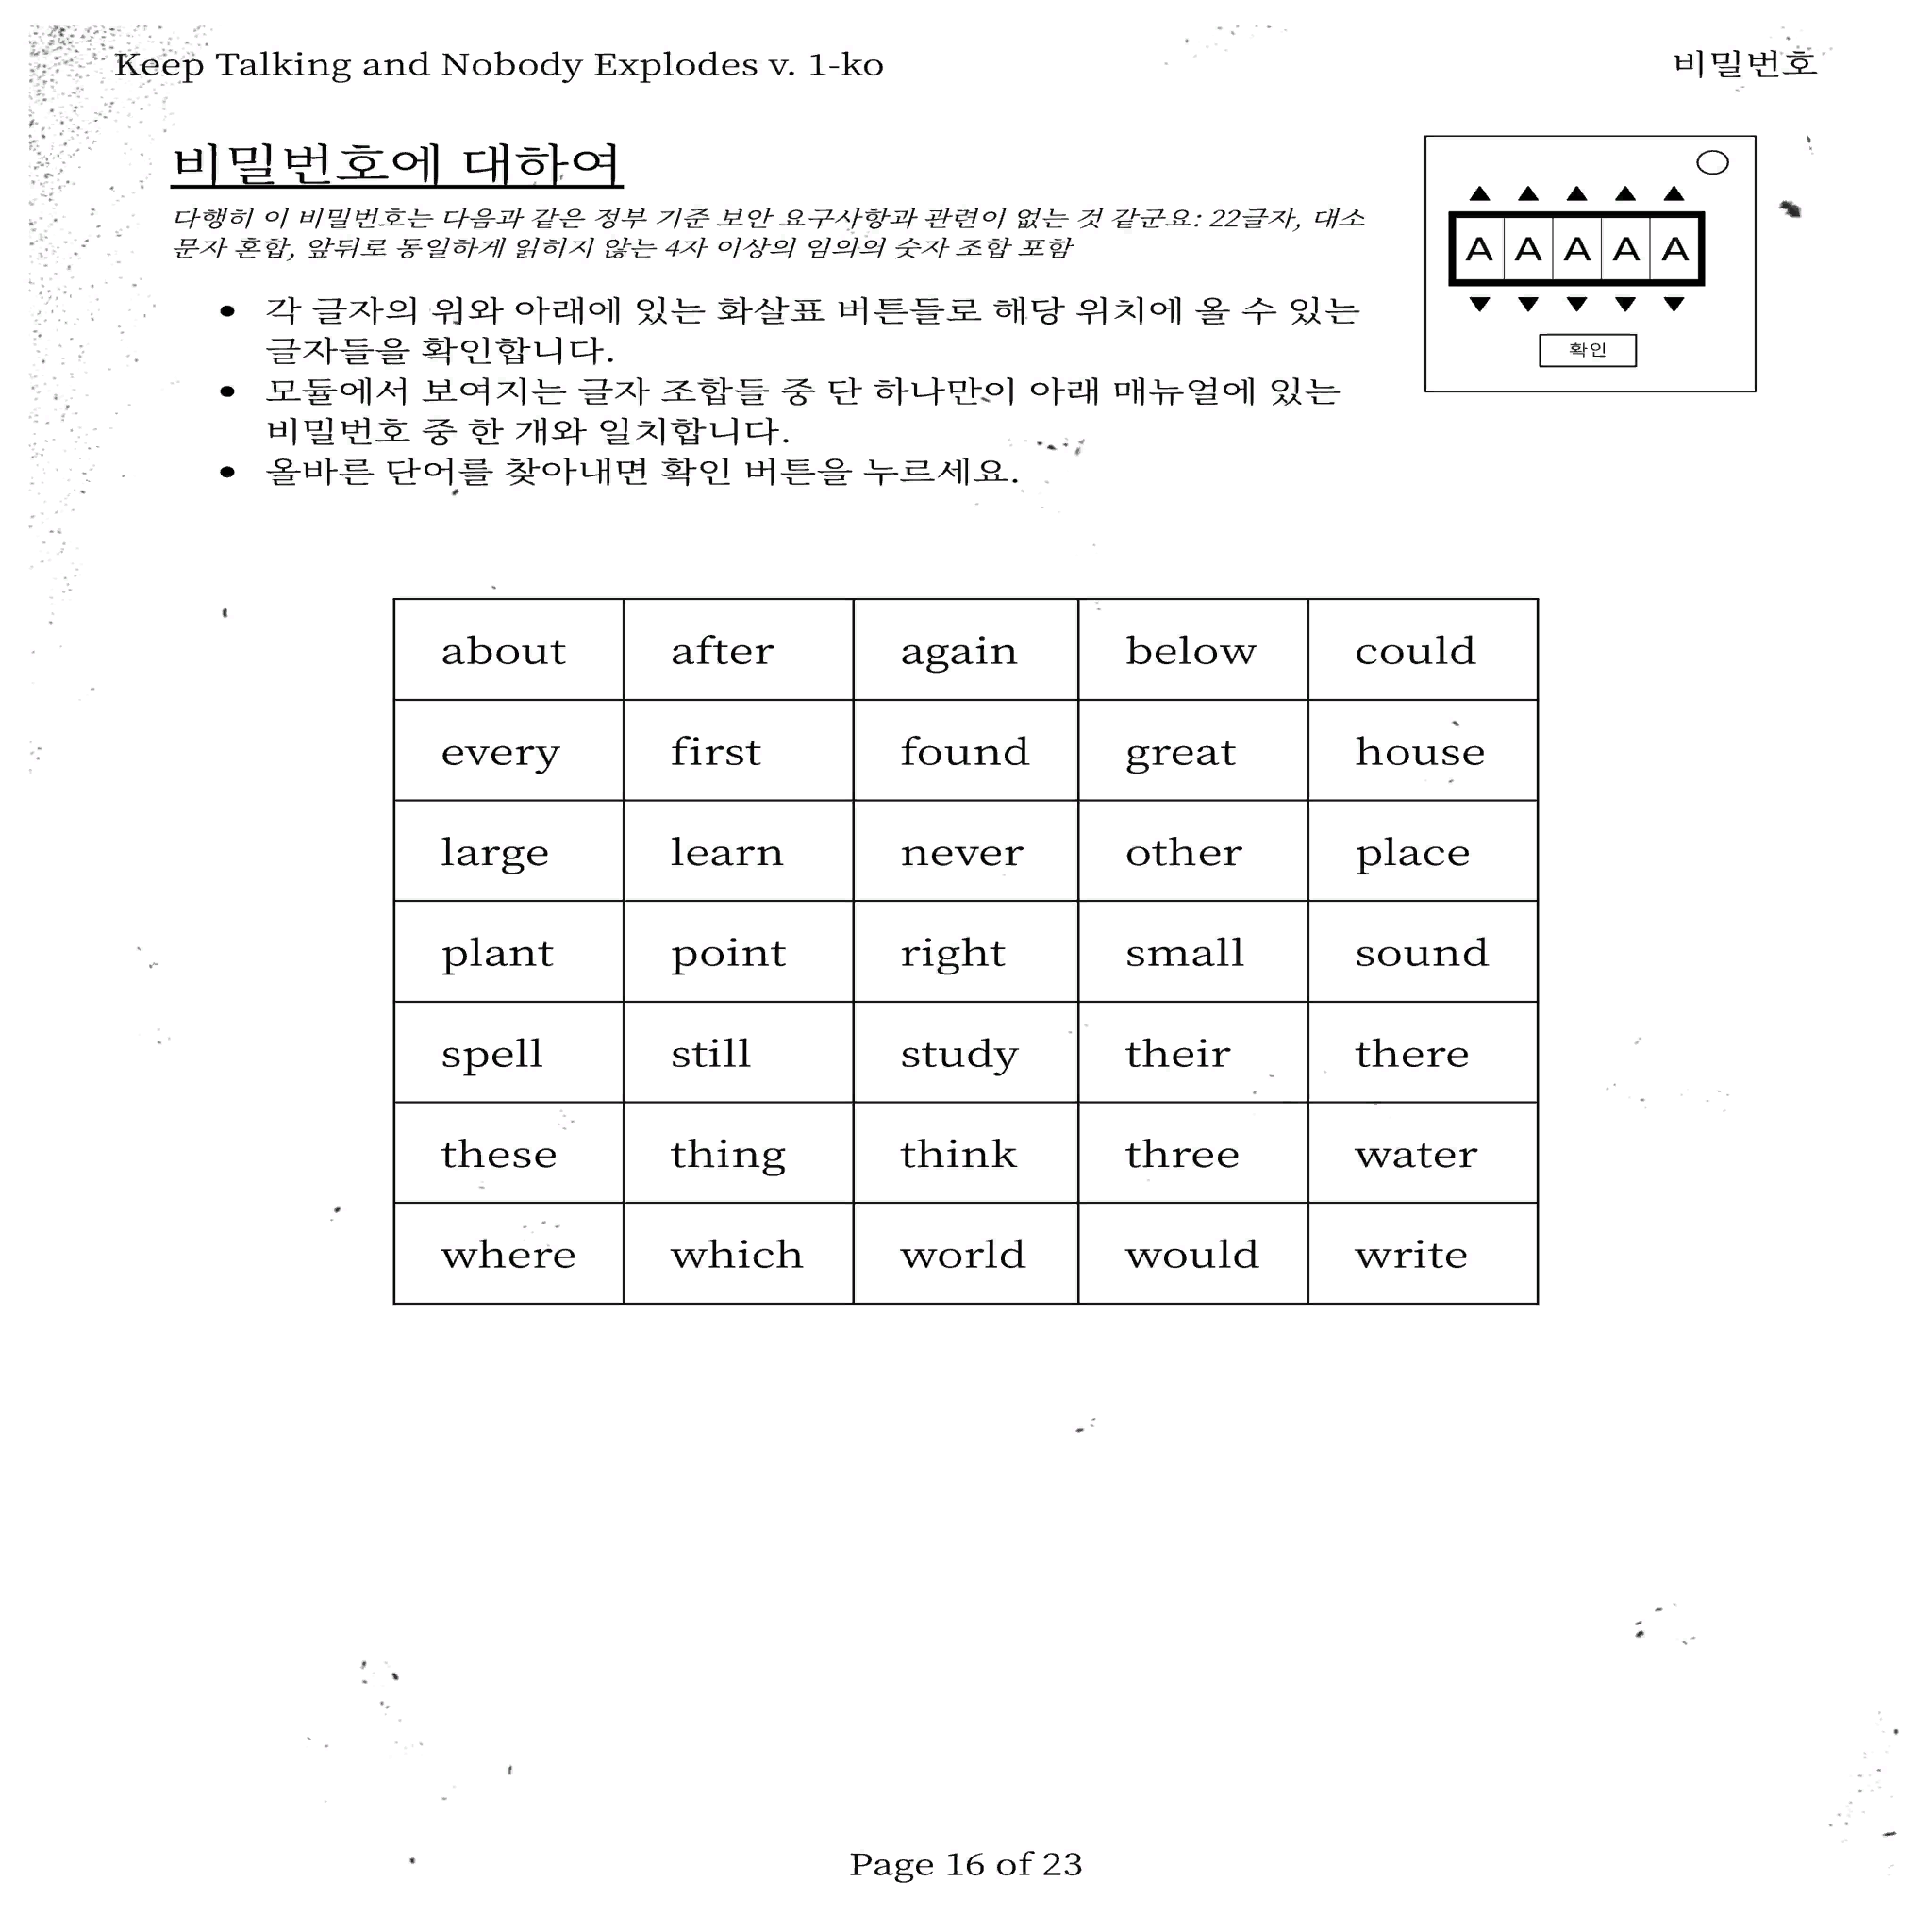 Keep Talking and Nobody Explodes v. 1-ko
비밀번호
비밀번호에 대하여
다행히 이 비밀번호는 다음과 같은 정부 기준 보안 요구사항과 관련이 없는 것 같군요: 22글자, 대소
문자 혼합, 앞뒤로 동일하게 읽히지 않는 4자 이상의 임의의 숫자 조합 포함
A A A A A
확인
• 각 글자의 위와 아래에 있는 화살표 버튼들로 해당 위치에 올 수 있는
글자들을 확인합니다.
• 모듈에서 보여지는 글자 조합들 중 단 하나만이 아래 매뉴얼에 있는
비밀번호 중 한 개와 일치합니다.
• 올바른 단어를 찾아내면 확인 버튼을 누르세요.
about after again below could
every first found great house
large learn never other place
plant point right small sound
spell still study their there
these thing think three water
where which world would write
Page 16 of 23